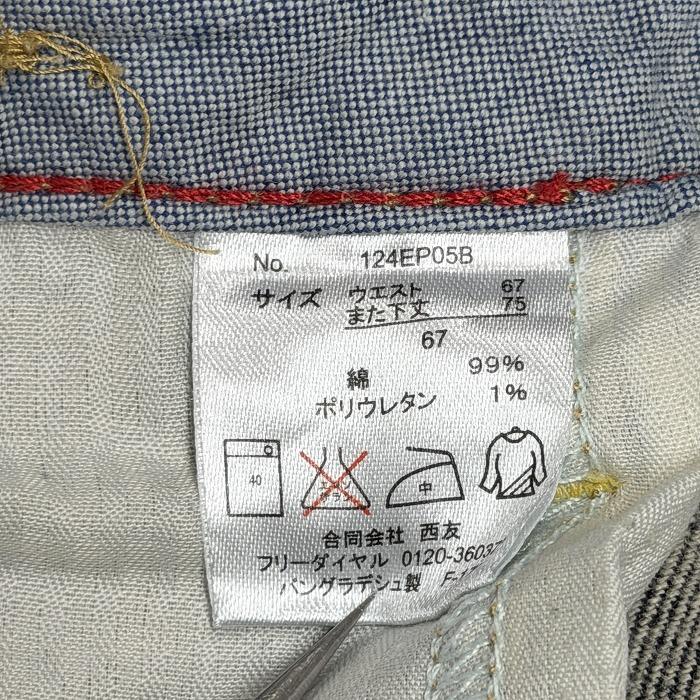 No. 124EP05B
サイズ ウエスト 67
また下丈 75
67
綿 99%
ポリウレタン 1%
40
中
合同会社 西友
フリーダイヤル
バングラデシュ製